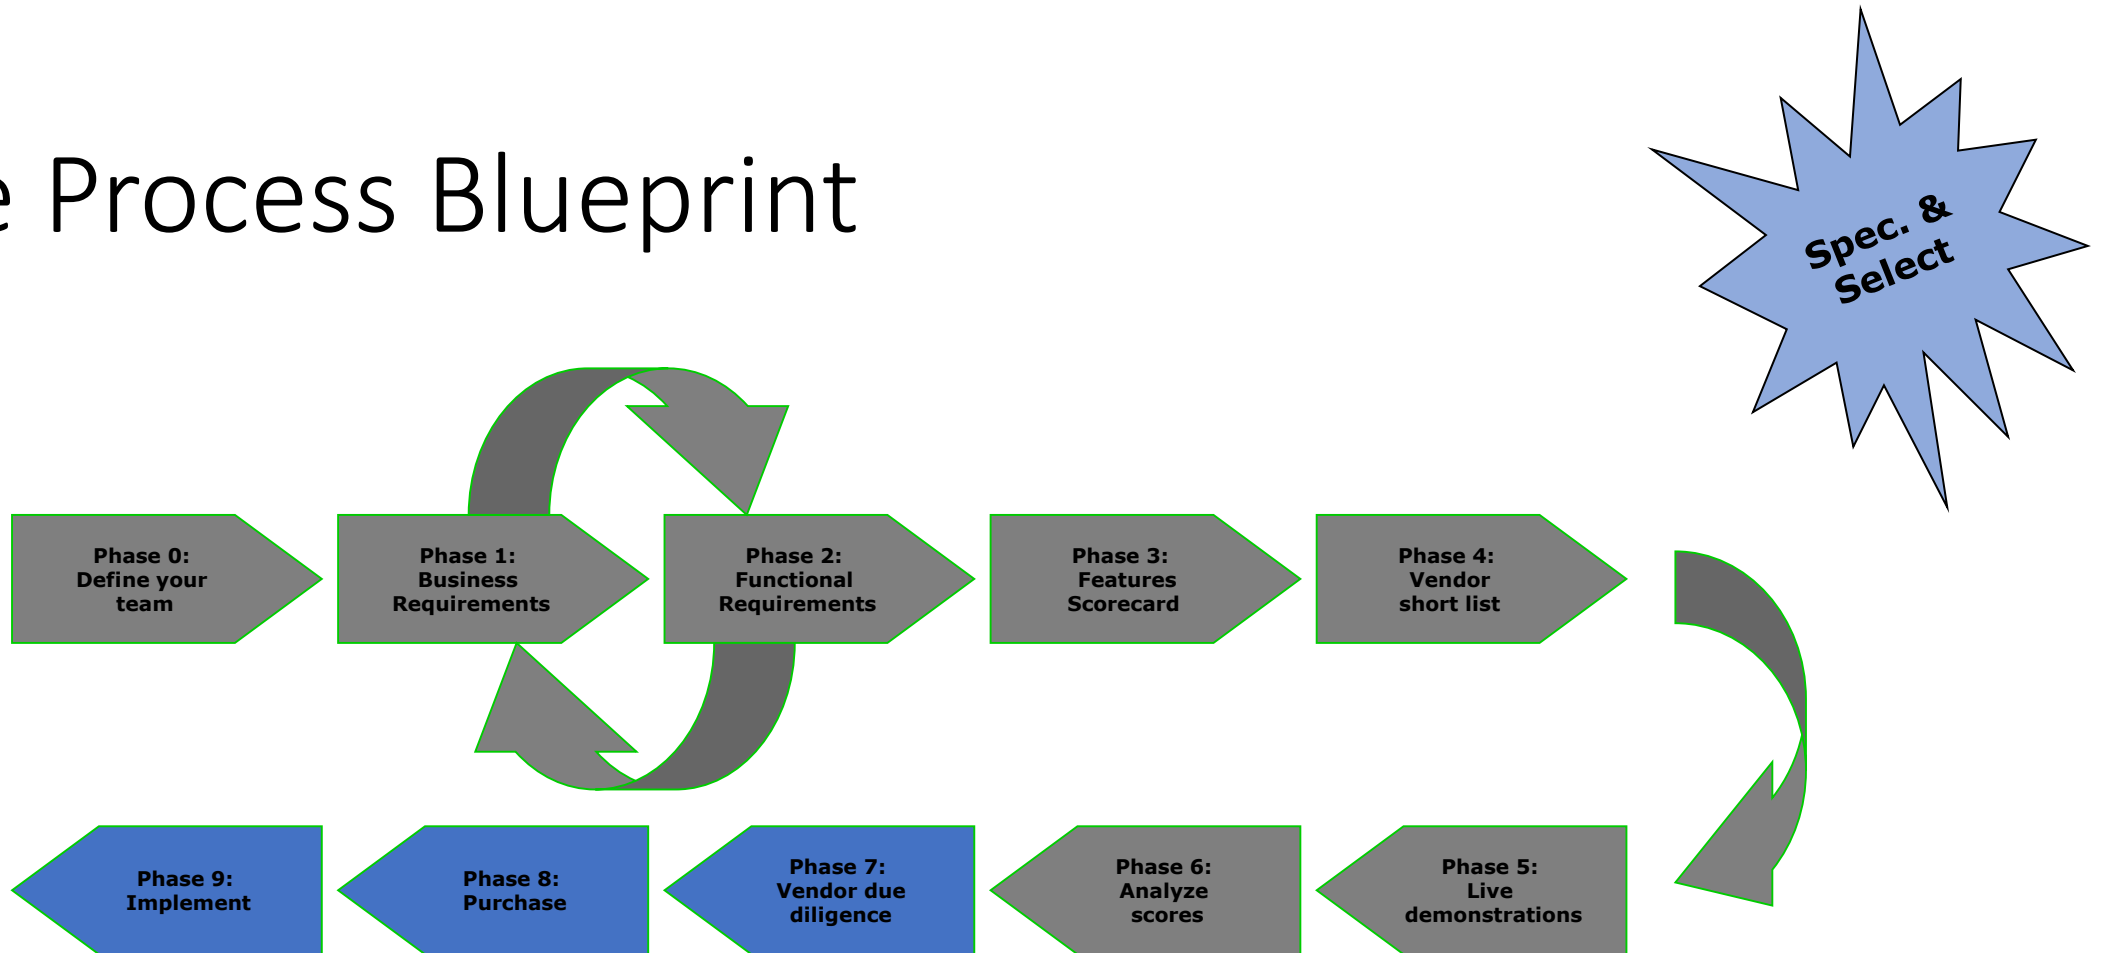 e Process Blueprint
Spec. &
Select
Phase 0:
Define your
team
Phase 1:
Business
Requirements
Phase 2:
Functional
Requirements
Phase 3:
Features
Scorecard
Phase 4:
Vendor
short list
Phase 5:
Live
demonstrations
Phase 6:
Analyze
scores
Phase 7:
Vendor due
diligence
Phase 8:
Purchase
Phase 9:
Implement